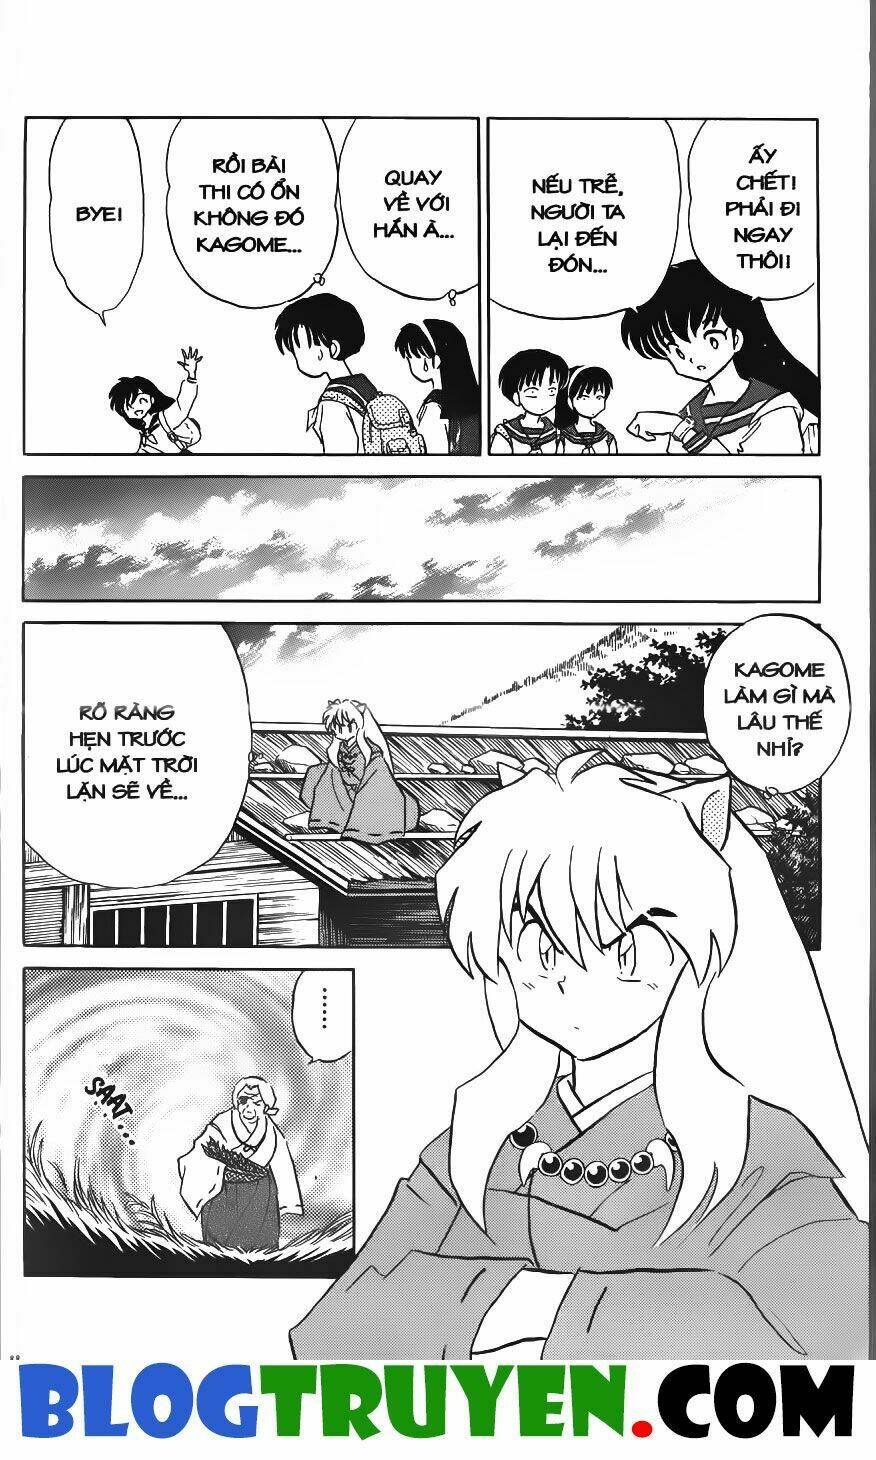 ẤY
CHẾT!
PHẢI ĐI
NGAY
THÔI!
NẾU TRỄ,
NGƯỜI TA
LẠI ĐẾN
ĐÓN...
QUAY
VỀ VỚI
HẮN À...
RỒI BÀI
THI CÓ ỔN
KHÔNG ĐÓ
KAGOME...
BYE!
KAGOME
LÀM GÌ MÀ
LÂU THẾ
NHỈ?
RÕ RÀNG
HẸN TRƯỚC
LÚC MẶT TRỜI
LẶN SẼ VỀ...
......
SAAT....
BLOGTRUYEN.COM